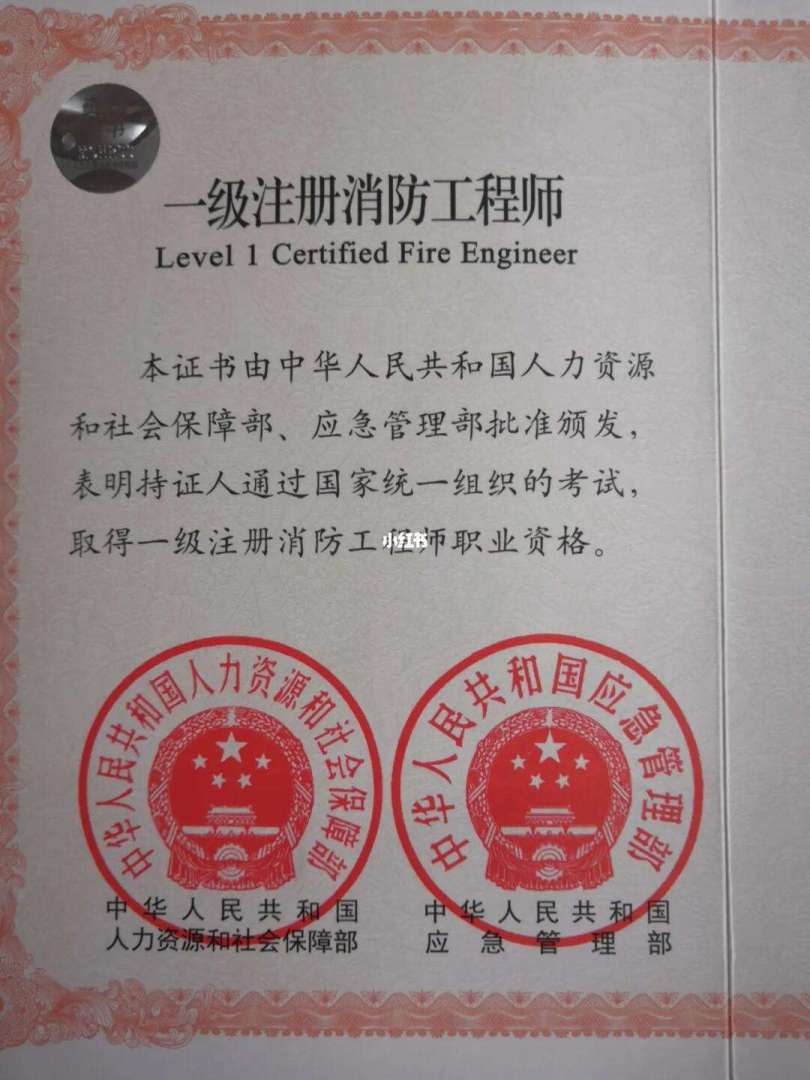 一级注册消防工程师
Level 1 Certified Fire Engineer
本证书由中华人民共和国人力资源
和社会保障部、应急管理部批准颁发，
表明持证人通过国家统一组织的考试，
取得一级注册消防工程师职业资格。
小红书
中华人民共和国人力资源和社会保障部
中华人民共和国应急管理部
中华人民共和国
人力资源和社会保障部
中华人民共和国
应急管理部